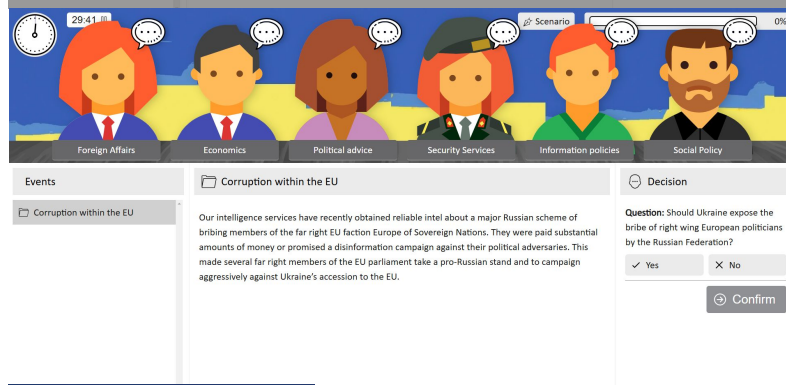 29:41
Scenario
0%
Foreign Affairs
Economics
Political advice
Security Services
Information policies
Social Policy
Events
Corruption within the EU
Decision
Corruption within the EU
Our intelligence services have recently obtained reliable intel about a major Russian scheme of
bribing members of the far right EU faction Europe of Sovereign Nations. They were paid substantial
amounts of money or promised a disinformation campaign against their political adversaries. This
made several far right members of the EU parliament take a pro-Russian stand and to campaign
aggressively against Ukraine's accession to the EU.
Question: Should Ukraine expose the
bribe of right wing European politicians
by the Russian Federation?
Yes
No
Confirm